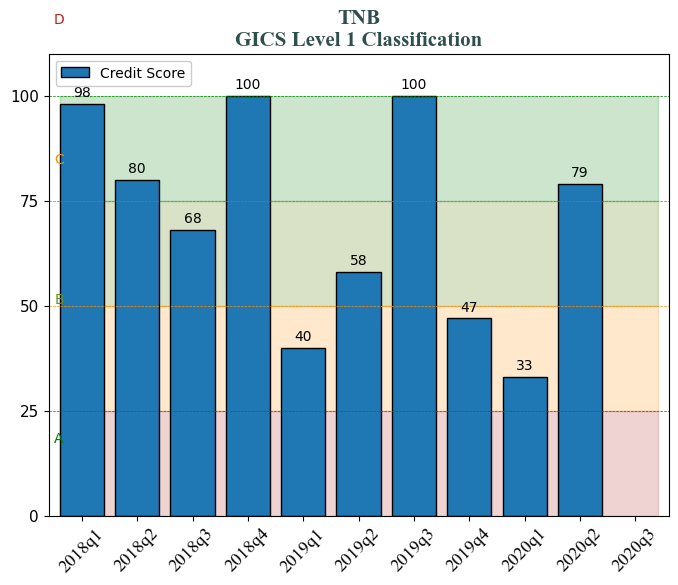 D
TNB
GICS Level 1 Classification
Credit Score
100
75
50
25
0
C
B
A
98
80
68
100
40
58
100
47
33
79
2018q1
2018q2
2018q3
2018q4
2019q1
2019q2
2019q3
2019q4
2020q1
2020q2
2020q3